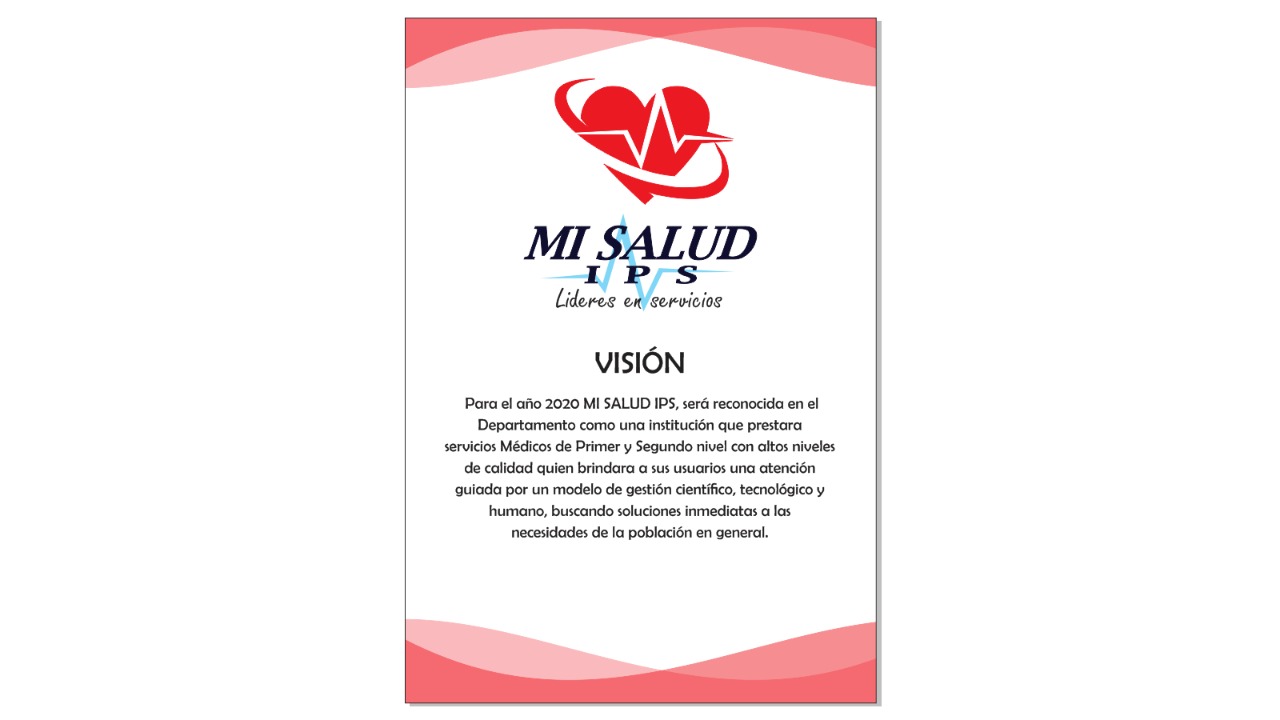 MI SALUD
IPS
Lideres en servicios
VISIÓN
Para el año 2020 MI SALUD IPS, será reconocida en el
Departamento como una institución que prestara
servicios Médicos de Primer y Segundo nivel con altos niveles
de calidad quien brindara a sus usuarios una atención
guiada por un modelo de gestión científico, tecnológico y
humano, buscando soluciones inmediatas a las
necesidades de la población en general.